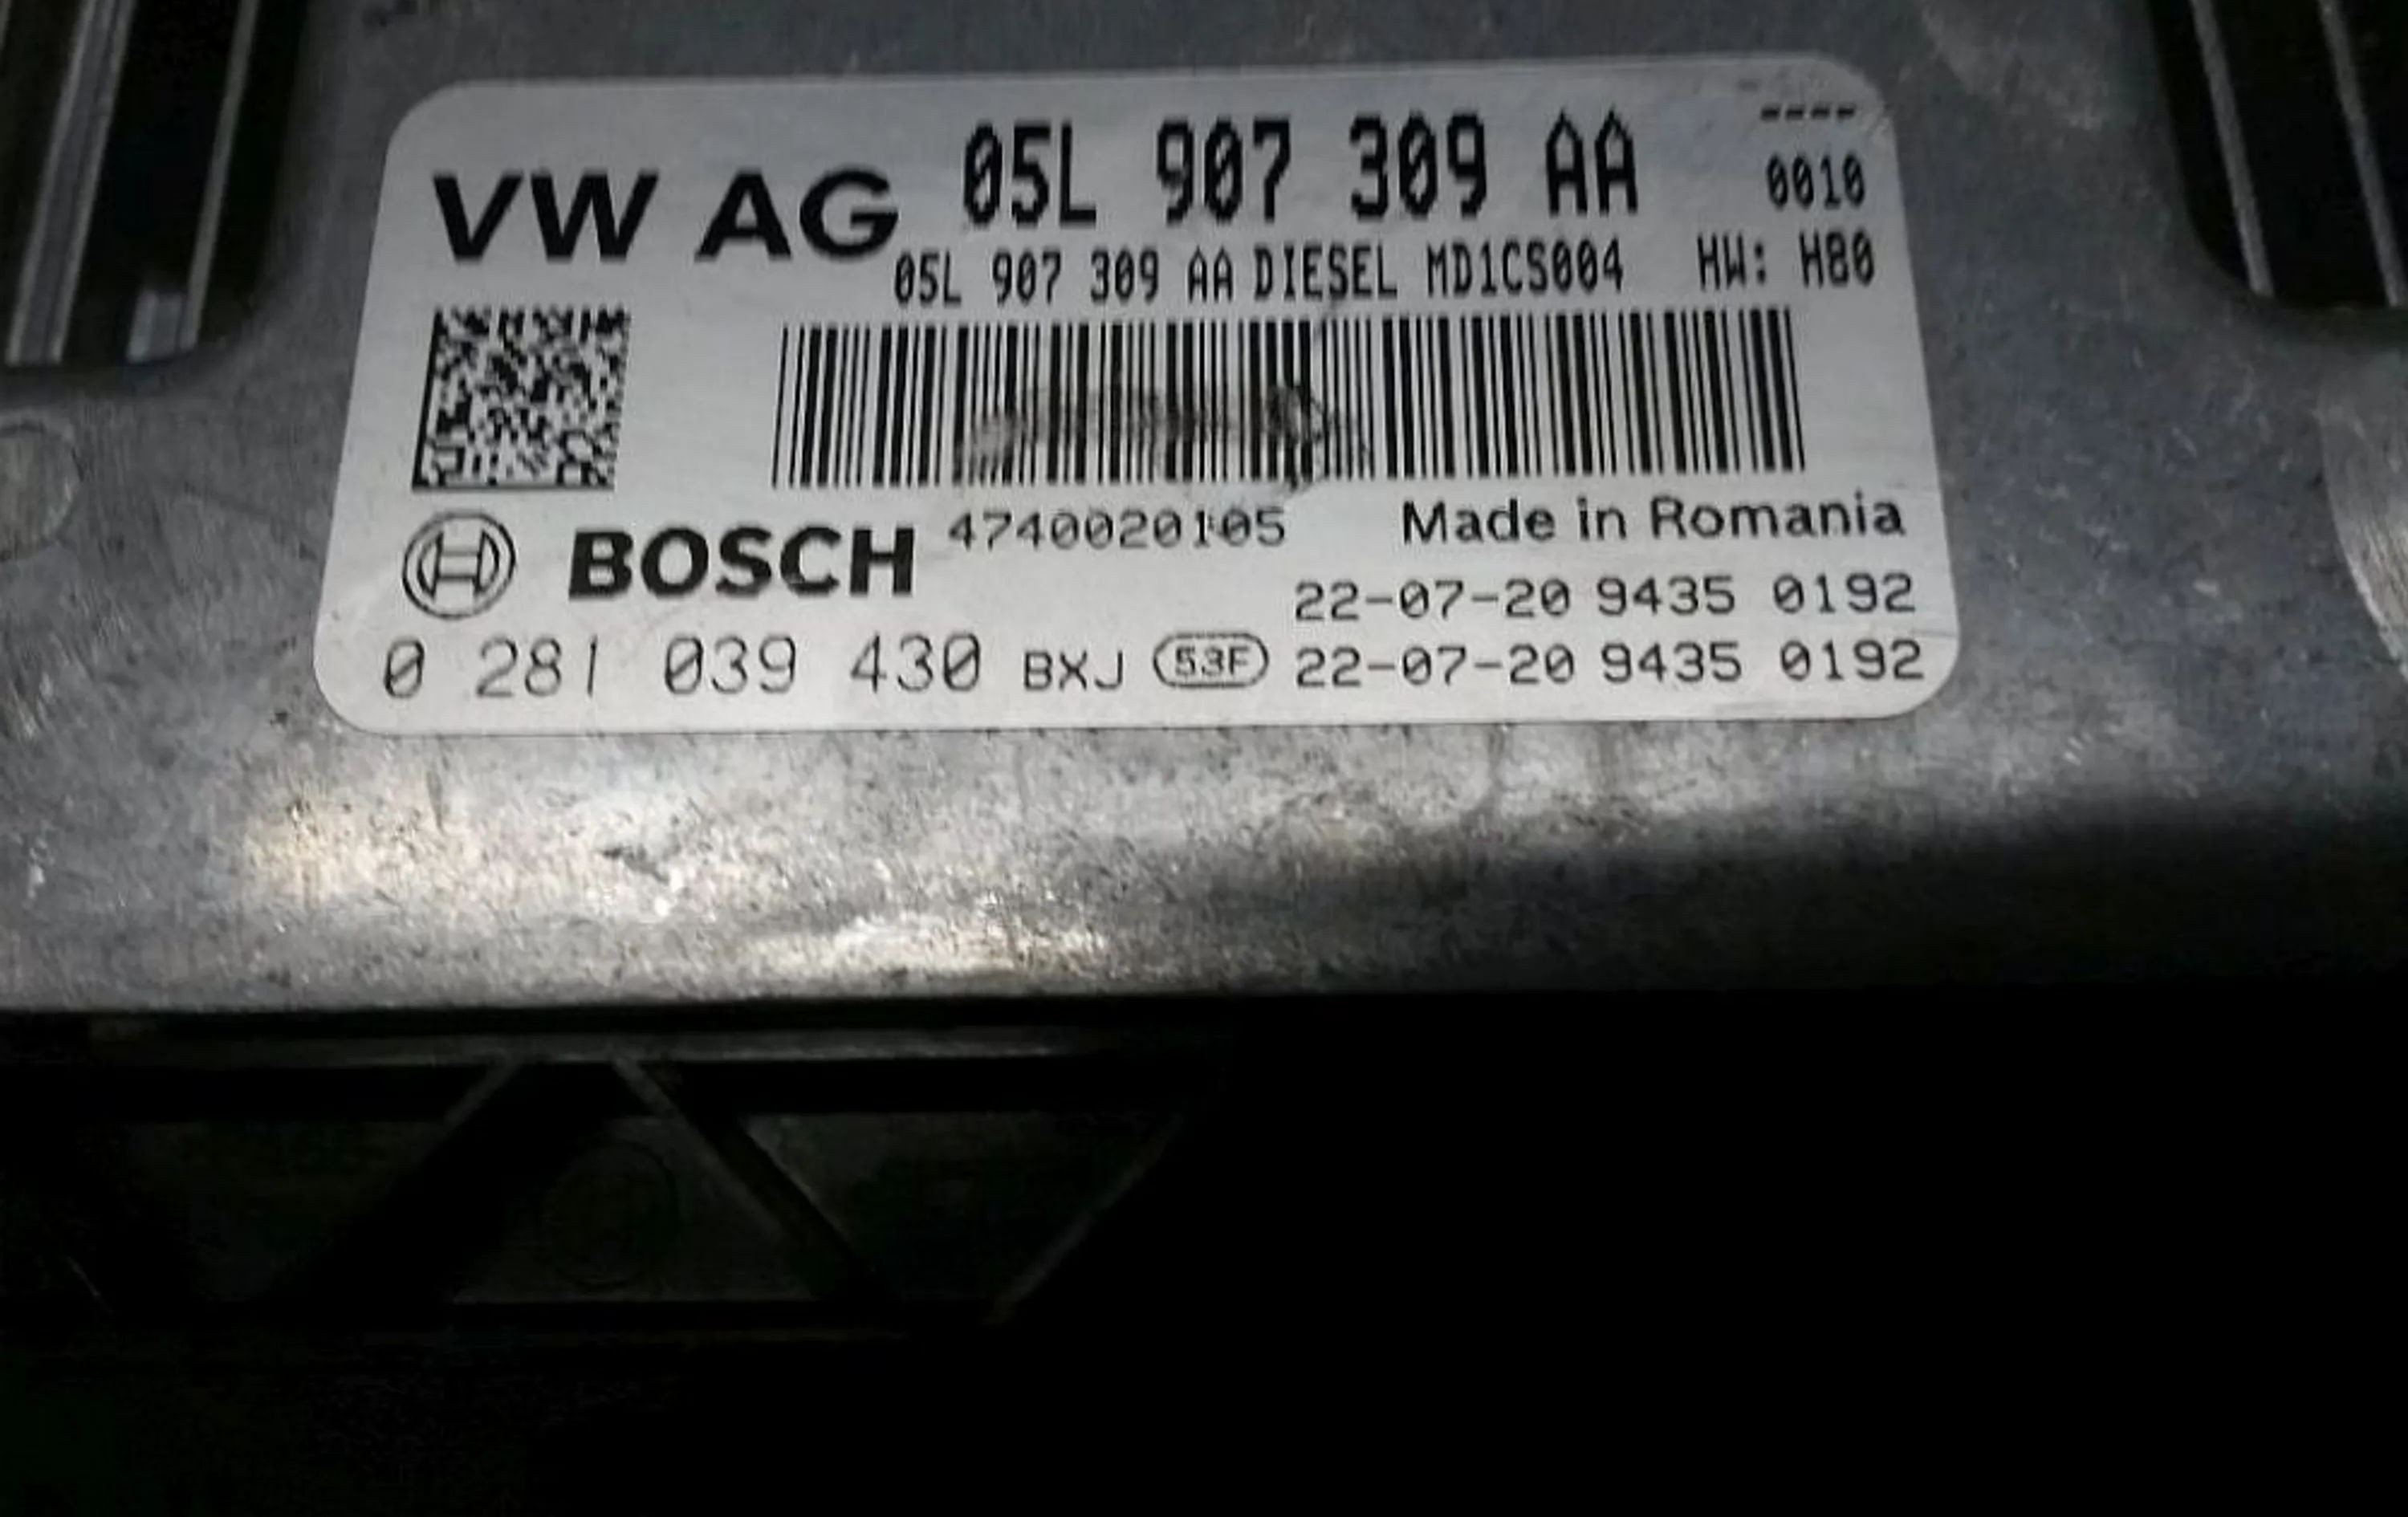 ----
VW AG 05L 907 309 AA 0010
05L 907 309 AA DIESEL MD1CS004 HW: H80
BOSCH 4740020105 Made in Romania
22-07-20 9435 0192
0 281 039 430 BXJ 53F 22-07-20 9435 0192